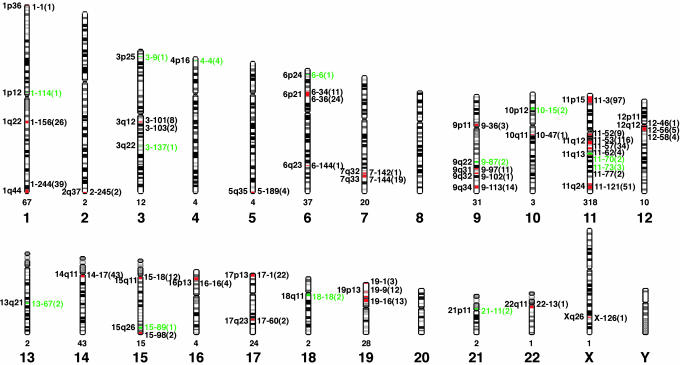 1p36 1-1(1)
1p12 1-114(1)
1q22 1-156(26)
1-244(39)
1q44
67
1
2q37 2-245(2)
2
2
3p25 3-9(1)
3q12 3-101(8)
3-103(2)
3q22 3-137(1)
12
3
4p16 4-4(4)
4
4
5q35 5-189(4)
4
5
6p24 6-6(1)
6p21 6-34(11)
6-36(24)
6q23 6-144(1)
37
6
7q32 7-142(1)
7q33 7-144(19)
20
7
8
9p11 9-36(3)
9q22 9-87(2)
9q31 9-97(11)
9q32 9-102(1)
9q34 9-113(14)
31
9
10p12 10-15(2)
10q11 10-47(1)
3
10
11p15 11-3(97)
11-52(9)
11q12 11-53(116)
11-57(34)
11q13 11-62(4)
11-77(2)
11q24 11-121(51)
318
11
12p11 12-46(1)
12q12 12-56(5)
12-58(4)
10
12
13q21 13-67(2)
2
13
14q11 14-17(43)
43
14
15q11 15-18(12)
15q26 15-89(1)
15-98(2)
15
15
16p13 16-16(4)
4
16
17p13 17-1(22)
17q23 17-60(2)
24
17
18q11 18-18(2)
2
18
19-1(3)
19p13 19-9(12)
19-16(13)
28
19
20
21p11 21-11(2)
2
21
22q11 22-13(1)
1
22
Xq26 X-126(1)
1
X
Y